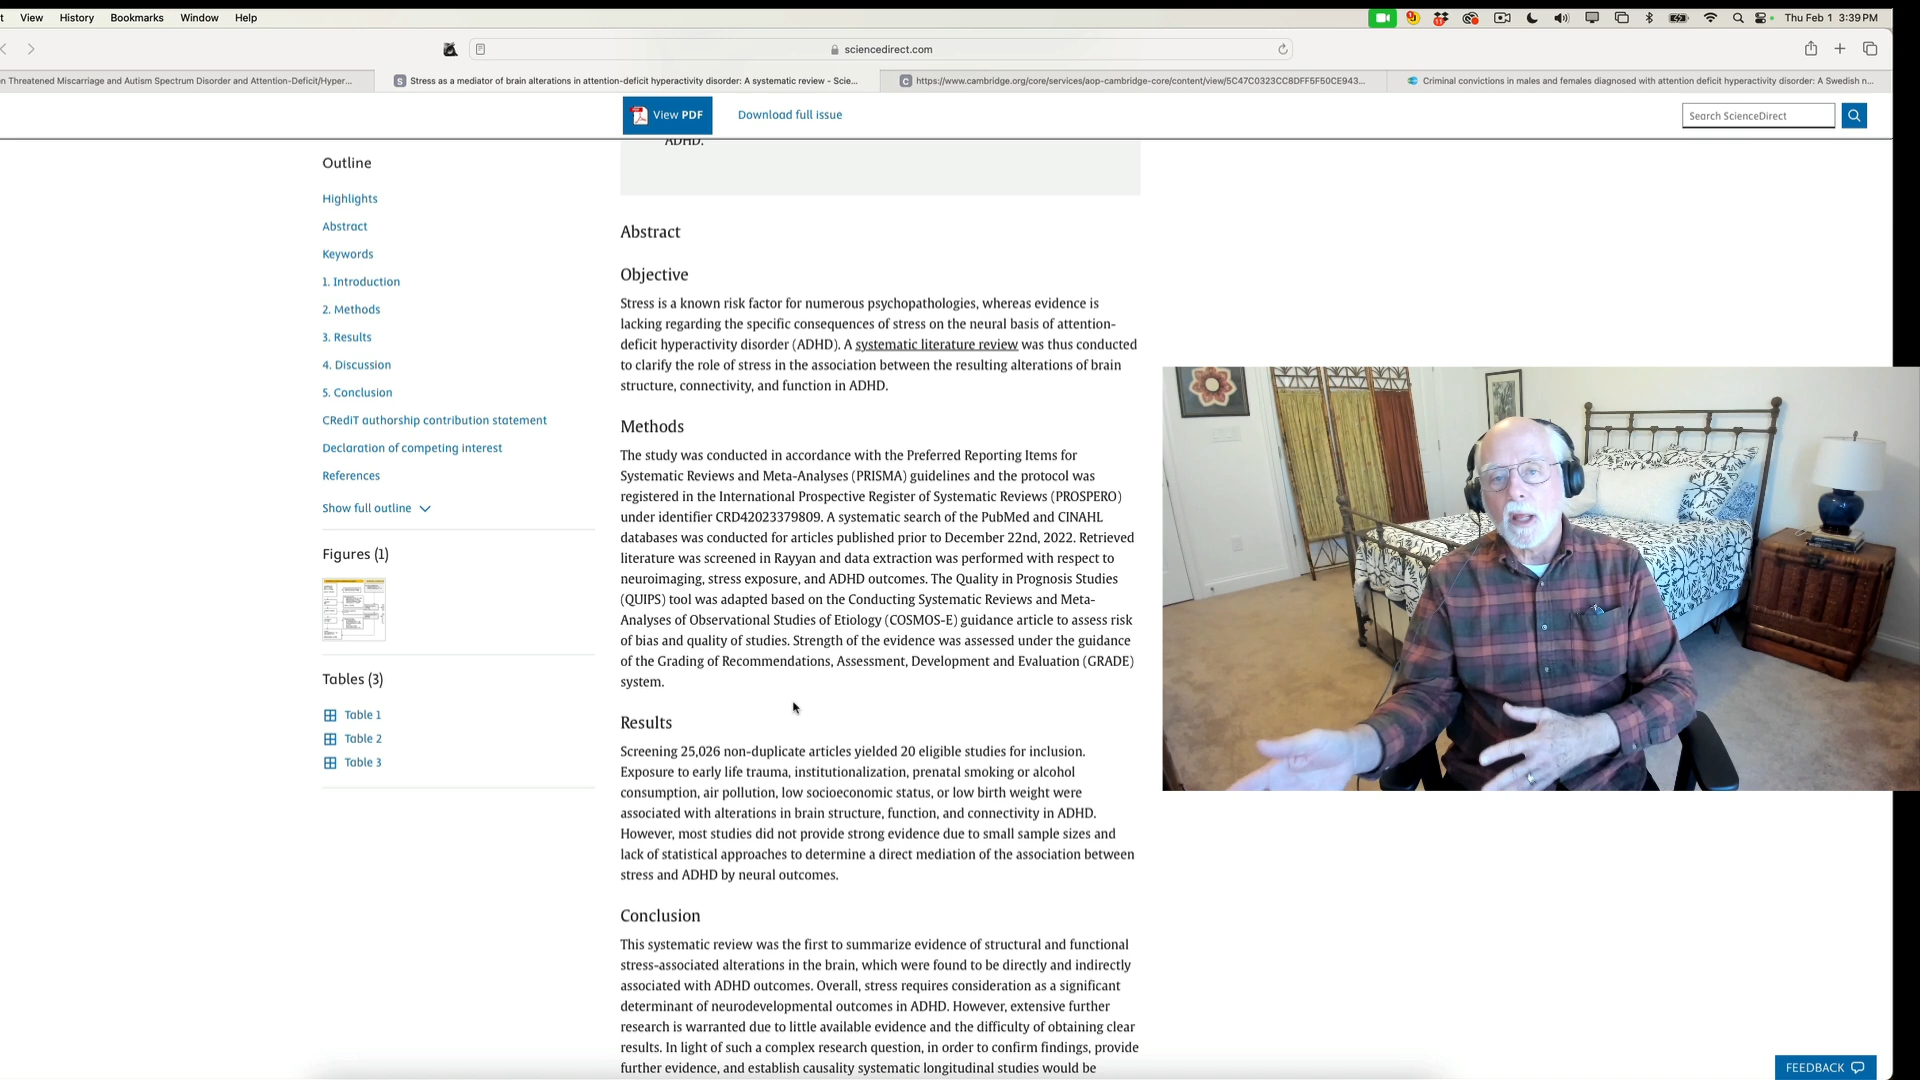 View History Bookmarks Window Help
Thu Feb 1 3:39 PM
sciencedirect.com
n Threatened Miscarriage and Autism Spectrum Disorder and Attention-Deficit/Hyper...
Stress as a mediator of brain alterations in attention-deficit hyperactivity disorder: A systematic review - Scie...
https://www.cambridge.org/core/services/aop-cambridge-core/content/view/5C47C0323CC8DFF5F50CE943...
Criminal convictions in males and females diagnosed with attention deficit hyperactivity disorder: A Swedish n...
View PDF
Download full issue
Search ScienceDirect
Outline
Highlights
Abstract
Keywords
1. Introduction
2. Methods
3. Results
4. Discussion
5. Conclusion
CRediT authorship contribution statement
Declaration of competing interest
References
Show full outline
Figures (1)
Tables (3)
Table 1
Table 2
Table 3
ADHD.
Abstract
Objective
Stress is a known risk factor for numerous psychopathologies, whereas evidence is
lacking regarding the specific consequences of stress on the neural basis of attention-
deficit hyperactivity disorder (ADHD). A systematic literature review was thus conducted
to clarify the role of stress in the association between the resulting alterations of brain
structure, connectivity, and function in ADHD.
Methods
The study was conducted in accordance with the Preferred Reporting Items for
Systematic Reviews and Meta-Analyses (PRISMA) guidelines and the protocol was
registered in the International Prospective Register of Systematic Reviews (PROSPERO)
under identifier CRD42023379809. A systematic search of the PubMed and CINAHL
databases was conducted for articles published prior to December 22nd, 2022. Retrieved
literature was screened in Rayyan and data extraction was performed with respect to
neuroimaging, stress exposure, and ADHD outcomes. The Quality in Prognosis Studies
(QUIPS) tool was adapted based on the Conducting Systematic Reviews and Meta-
Analyses of Observational Studies of Etiology (COSMOS-E) guidance article to assess risk
of bias and quality of studies. Strength of the evidence was assessed under the guidance
of the Grading of Recommendations, Assessment, Development and Evaluation (GRADE)
system.
Results
Screening 25,026 non-duplicate articles yielded 20 eligible studies for inclusion.
Exposure to early life trauma, institutionalization, prenatal smoking or alcohol
consumption, air pollution, low socioeconomic status, or low birth weight were
associated with alterations in brain structure, function, and connectivity in ADHD.
However, most studies did not provide strong evidence due to small sample sizes and
lack of statistical approaches to determine a direct mediation of the association between
stress and ADHD by neural outcomes.
Conclusion
This systematic review was the first to summarize evidence of structural and functional
stress-associated alterations in the brain, which were found to be directly and indirectly
associated with ADHD outcomes. Overall, stress requires consideration as a significant
determinant of neurodevelopmental outcomes in ADHD. However, extensive further
research is warranted due to little available evidence and the difficulty of obtaining clear
results. In light of such a complex research question, in order to confirm findings, provide
further evidence, and establish causality systematic longitudinal studies would be
FEEDBACK